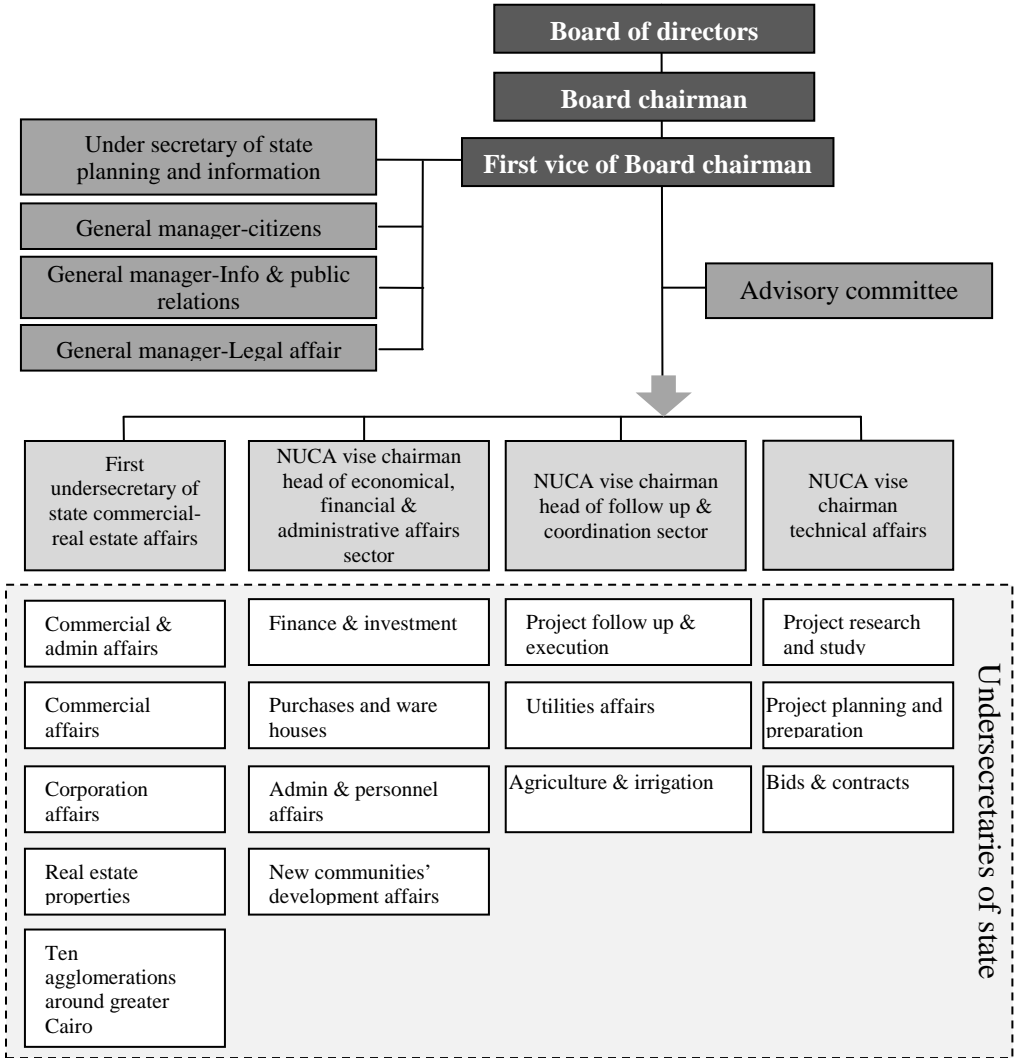 Board of directors
Board chairman
First vice of Board chairman
Under secretary of state
planning and information
General manager-citizens
General manager-Info & public
relations
General manager-Legal affair
Advisory committee
First
undersecretary of
state commercial-
real estate affairs
NUCA vise chairman
head of economical,
financial &
administrative affairs
sector
NUCA vise chairman
head of follow up &
coordination sector
NUCA vise
chairman
technical affairs
Commercial &
admin affairs
Commercial
affairs
Corporation
affairs
Real estate
properties
Ten
agglomerations
around greater
Cairo
Finance & investment
Purchases and ware
houses
Admin & personnel
affairs
New communities’
development affairs
Project follow up &
execution
Utilities affairs
Agriculture & irrigation
Project research
and study
Project planning and
preparation
Bids & contracts
Undersecretaries of state